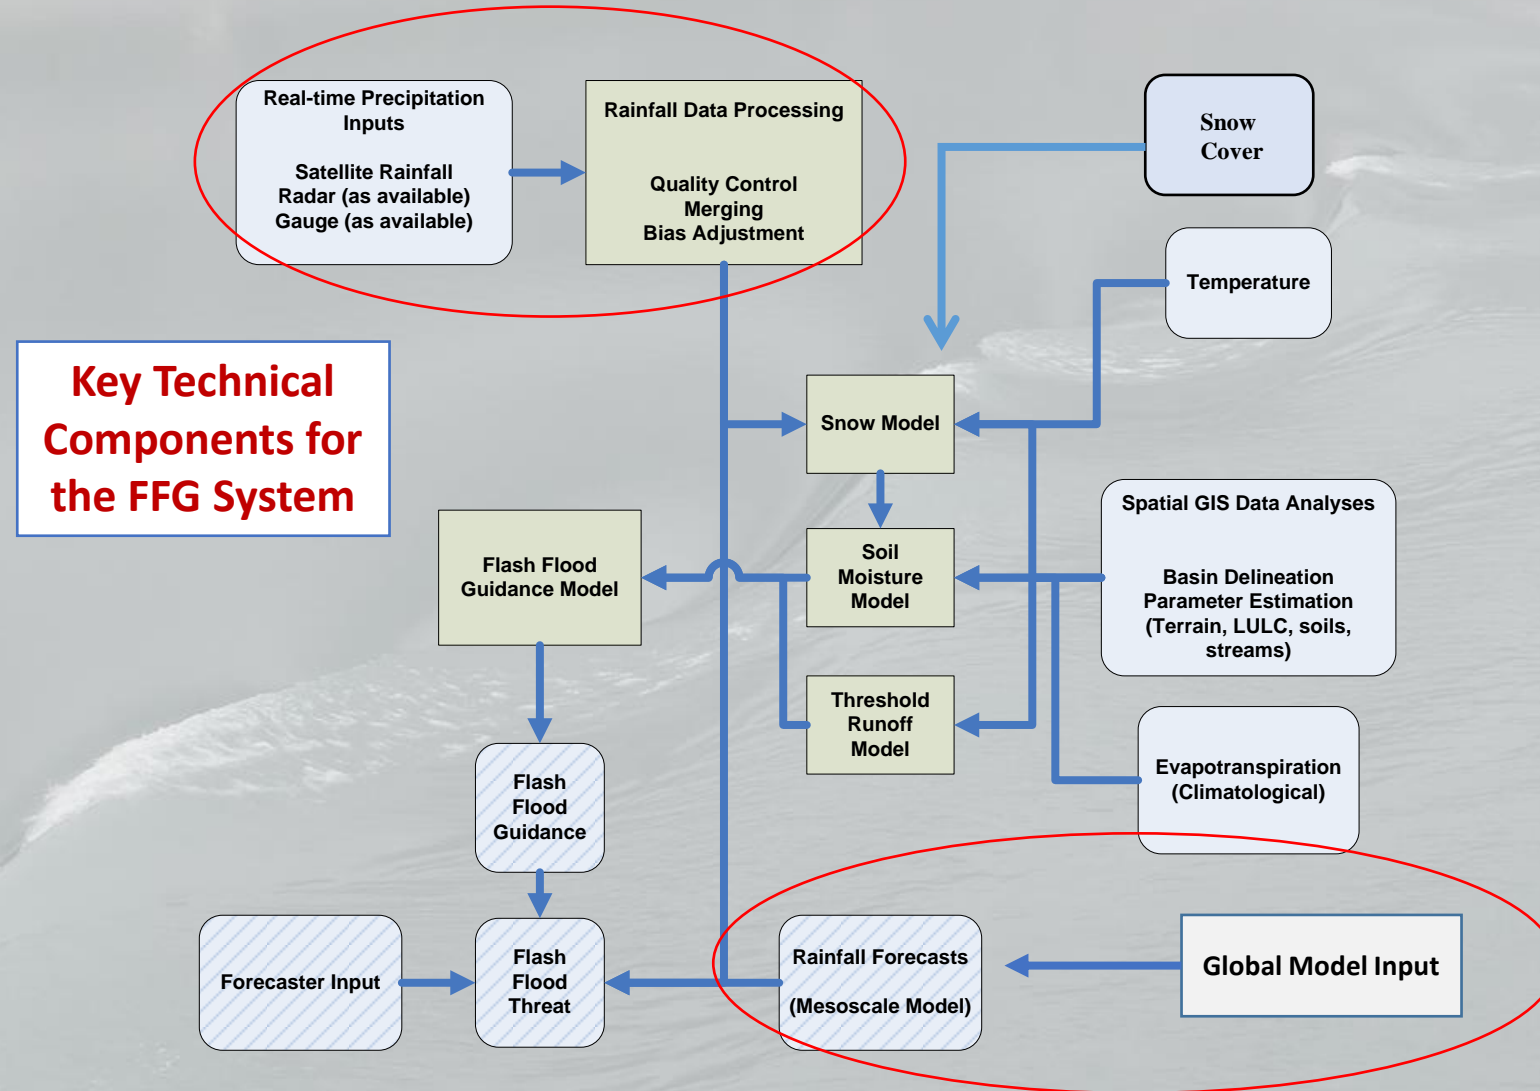 Real-time Precipitation
Inputs
Satellite Rainfall
Radar (as available)
Gauge (as available)
Rainfall Data Processing
Quality Control
Merging
Bias Adjustment
Snow
Cover
Temperature
Key Technical
Components for
the FFG System
Snow Model
Spatial GIS Data Analyses
Basin Delineation
Parameter Estimation
(Terrain, LULC, soils,
streams)
Flash Flood
Guidance Model
Soil
Moisture
Model
Threshold
Runoff
Model
Evapotranspiration
(Climatological)
Flash
Flood
Guidance
Forecaster Input
Flash
Flood
Threat
Rainfall Forecasts
(Mesoscale Model)
Global Model Input